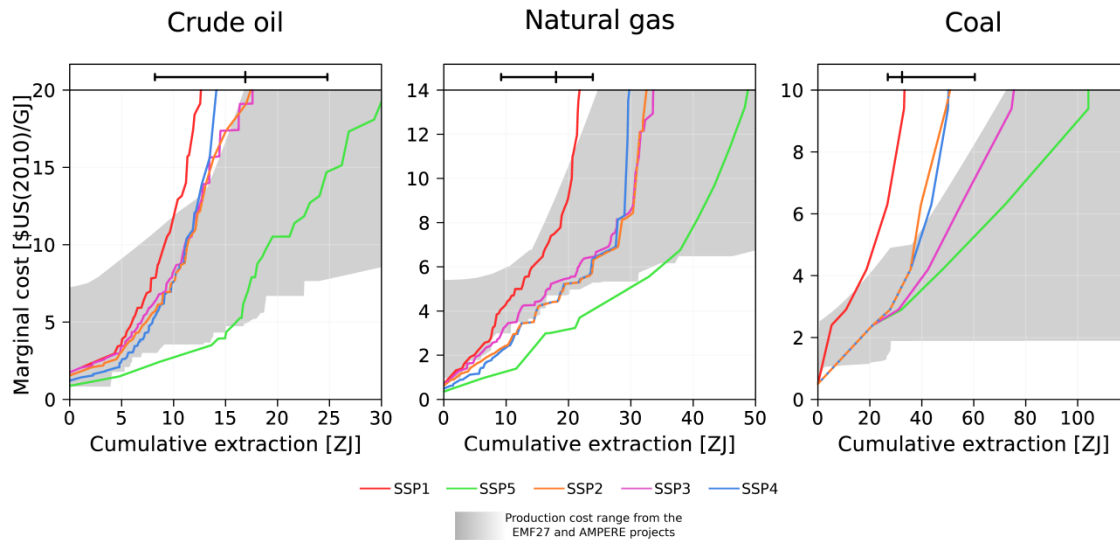 Crude oil
Natural gas
Coal
Marginal cost [$US(2010)/GJ]
20
15
10
5
0
0 5 10 15 20 25 30
Cumulative extraction [ZJ]
14
12
10
8
6
4
2
0
0 10 20 30 40 50
Cumulative extraction [ZJ]
10
8
6
4
2
0
0 20 40 60 80 100
Cumulative extraction [ZJ]
SSP1 SSP5 SSP2 SSP3 SSP4
Production cost range from the
EMF27 and AMPERE projects